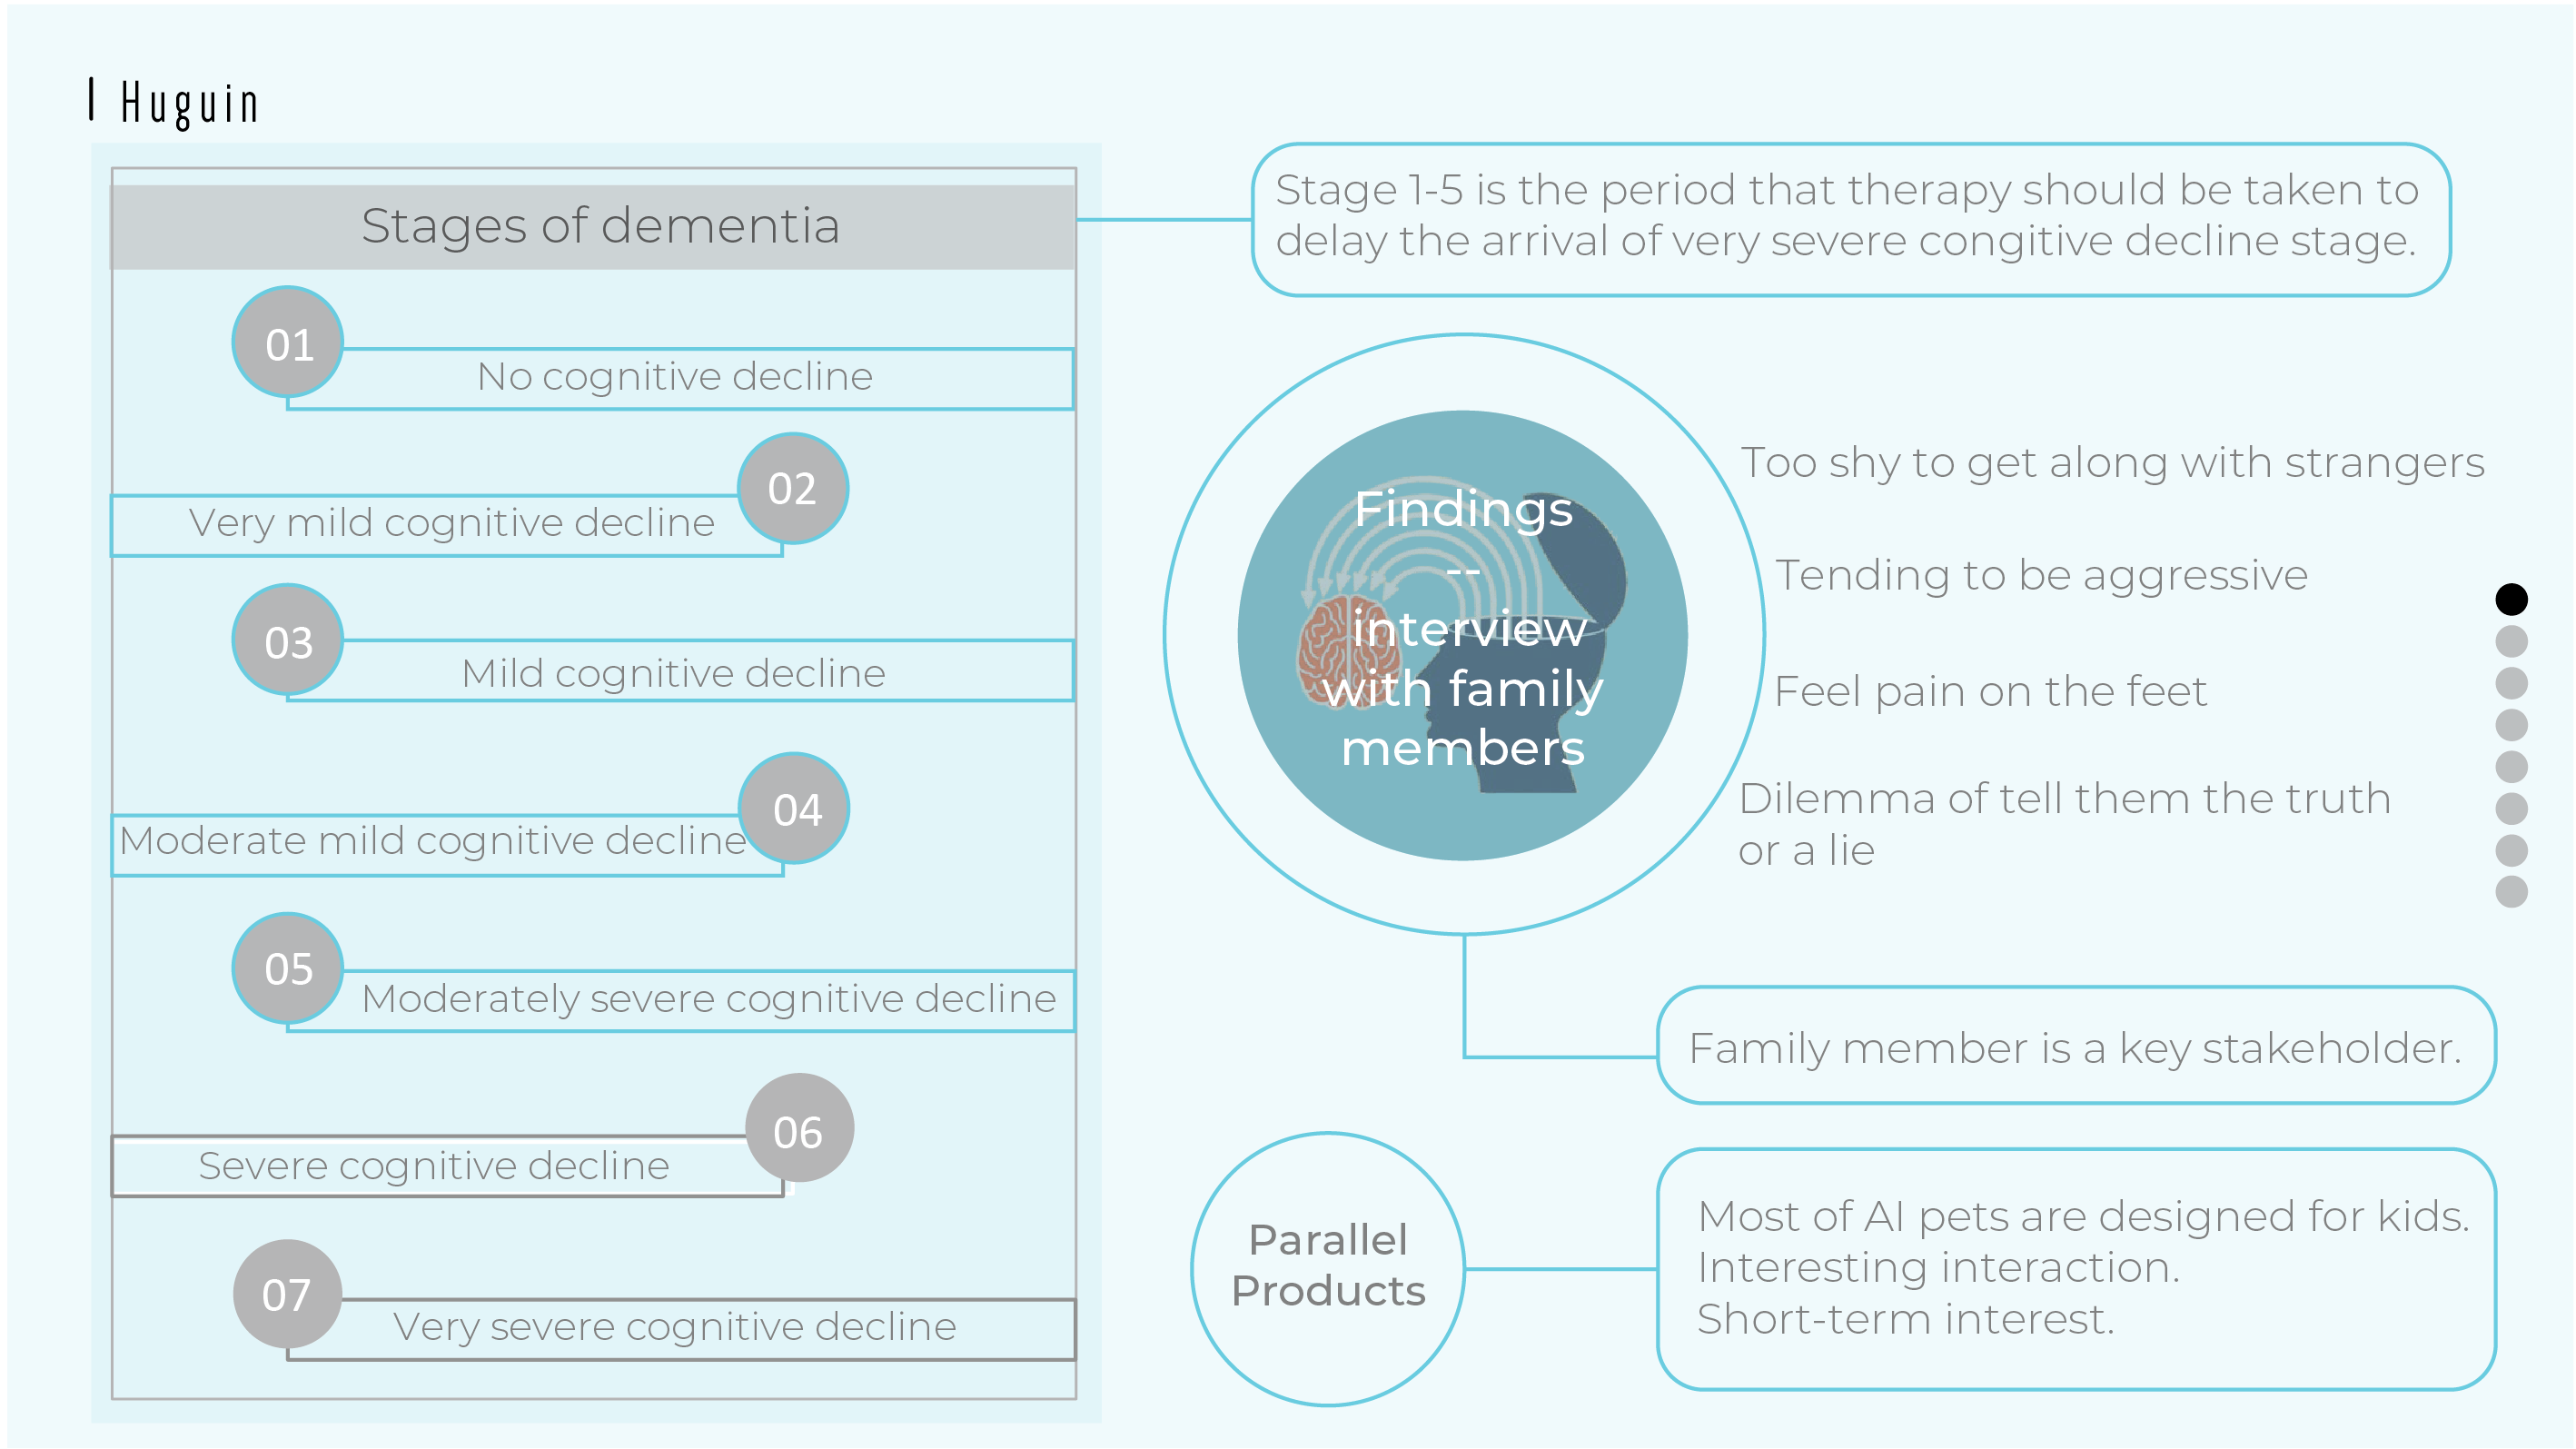 Huguin
Stages of dementia
01
No cognitive decline
02
Very mild cognitive decline
03
Mild cognitive decline
04
Moderate mild cognitive decline
05
Moderately severe cognitive decline
06
Severe cognitive decline
07
Very severe cognitive decline
Stage 1-5 is the period that therapy should be taken to
delay the arrival of very severe congitive decline stage.
Findings
--
interview
with family
members
Too shy to get along with strangers
Tending to be aggressive
Feel pain on the feet
Dilemma of tell them the truth
or a lie
Family member is a key stakeholder.
Parallel
Products
Most of AI pets are designed for kids.
Interesting interaction.
Short-term interest.